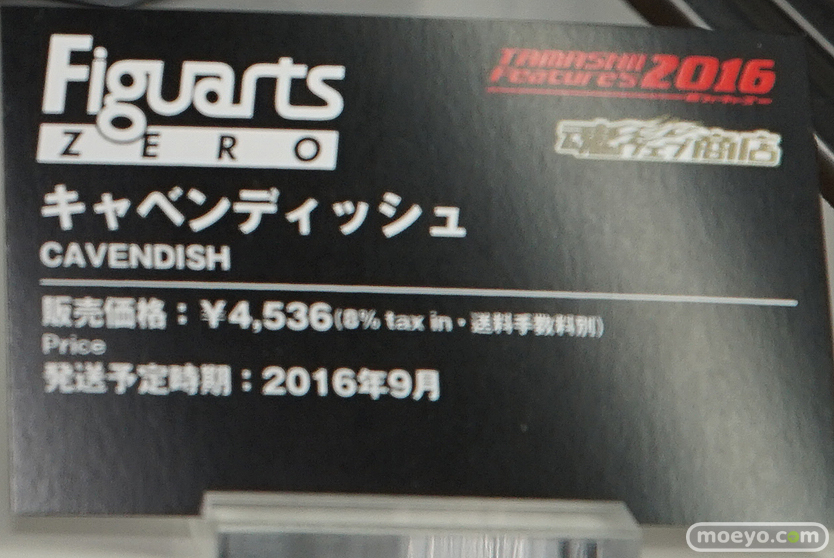 Figuarts
ZERO
TAMASHII
Features 2016
魂ウェブ商店
キャベンディッシュ
CAVENDISH
販売価格：¥4,536(8% tax in・送料手数料別)
Price
発送予定時期：2016年9月
moeyo.com